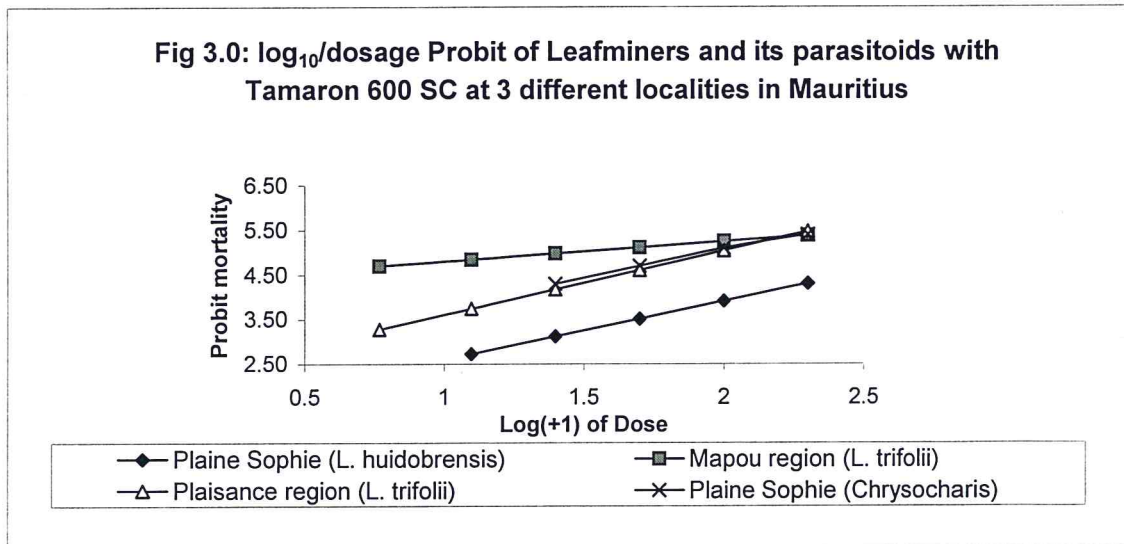 Fig 3.0: log₁₀/dosage Probit of Leafminers and its parasitoids with
Tamaron 600 SC at 3 different localities in Mauritius
6.50
5.50
4.50
3.50
2.50
Probit mortality
0.5 1 1.5 2 2.5
Log(+1) of Dose
Plaine Sophie (L. huidobrensis) Mapou region (L. trifolii)
Plaisance region (L. trifolii) Plaine Sophie (Chrysocharis)